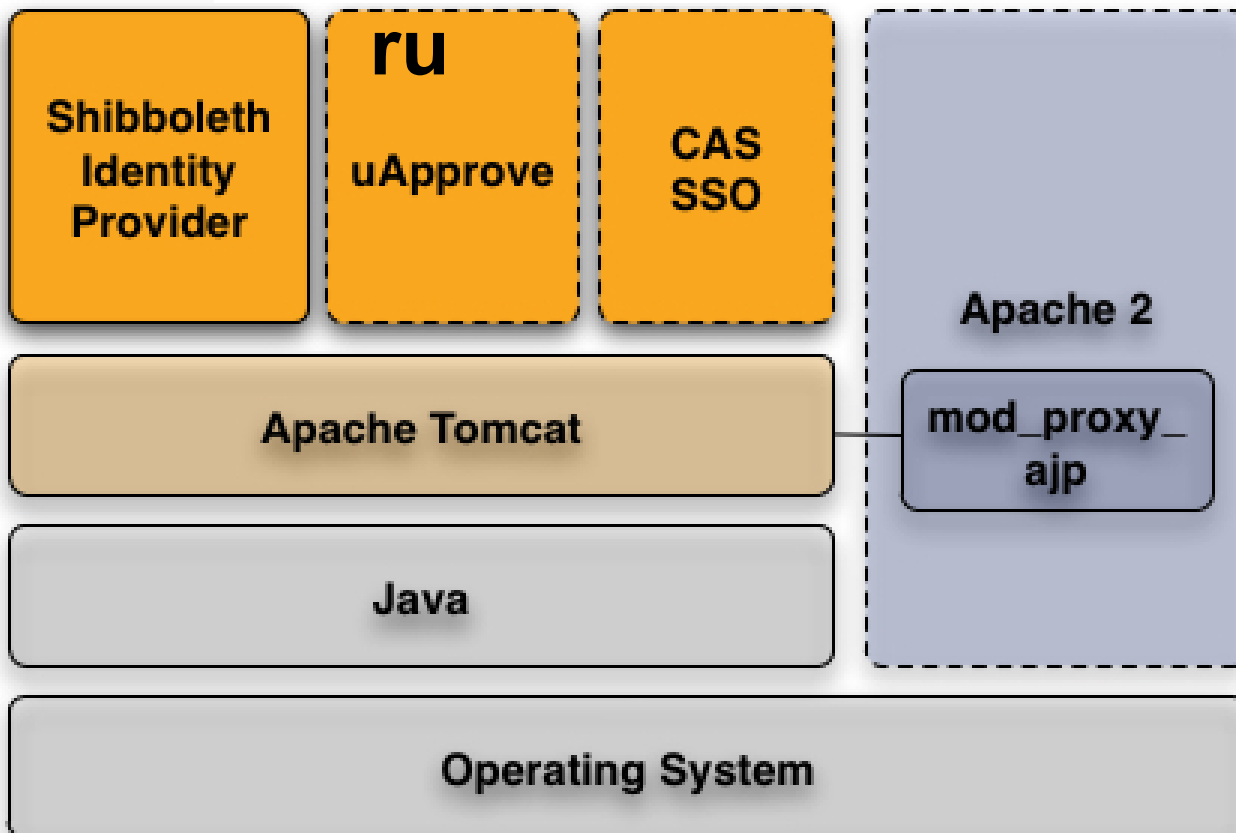 Shibboleth
Identity
Provider
ru
uApprove
CAS
SSO
Apache 2
mod_proxy_
ajp
Apache Tomcat
Java
Operating System